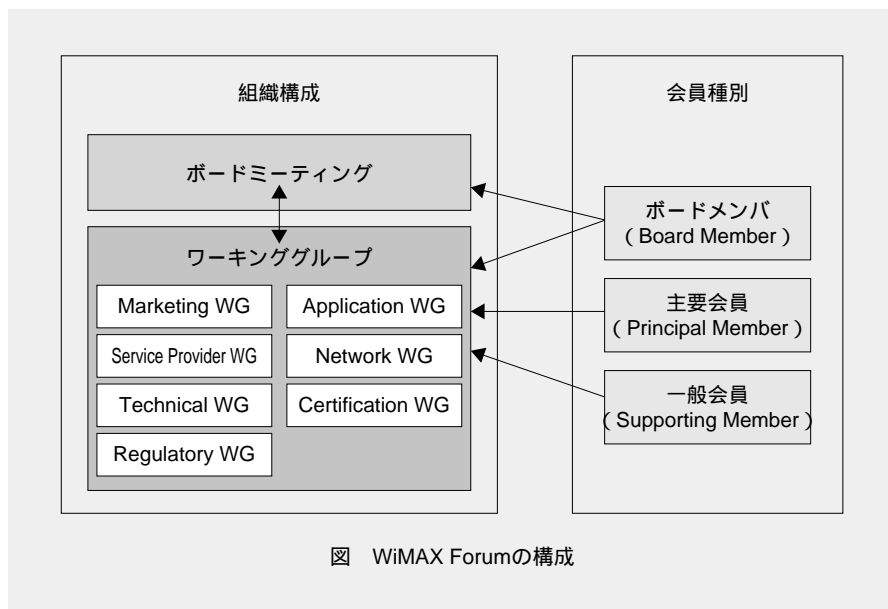 組織構成
ボードミーティング
ワーキンググループ
Marketing WG
Application WG
Service Provider WG
Network WG
Technical WG
Certification WG
Regulatory WG
会員種別
ボードメンバ
( Board Member )
主要会員
( Principal Member )
一般会員
( Supporting Member )
図　WiMAX Forumの構成